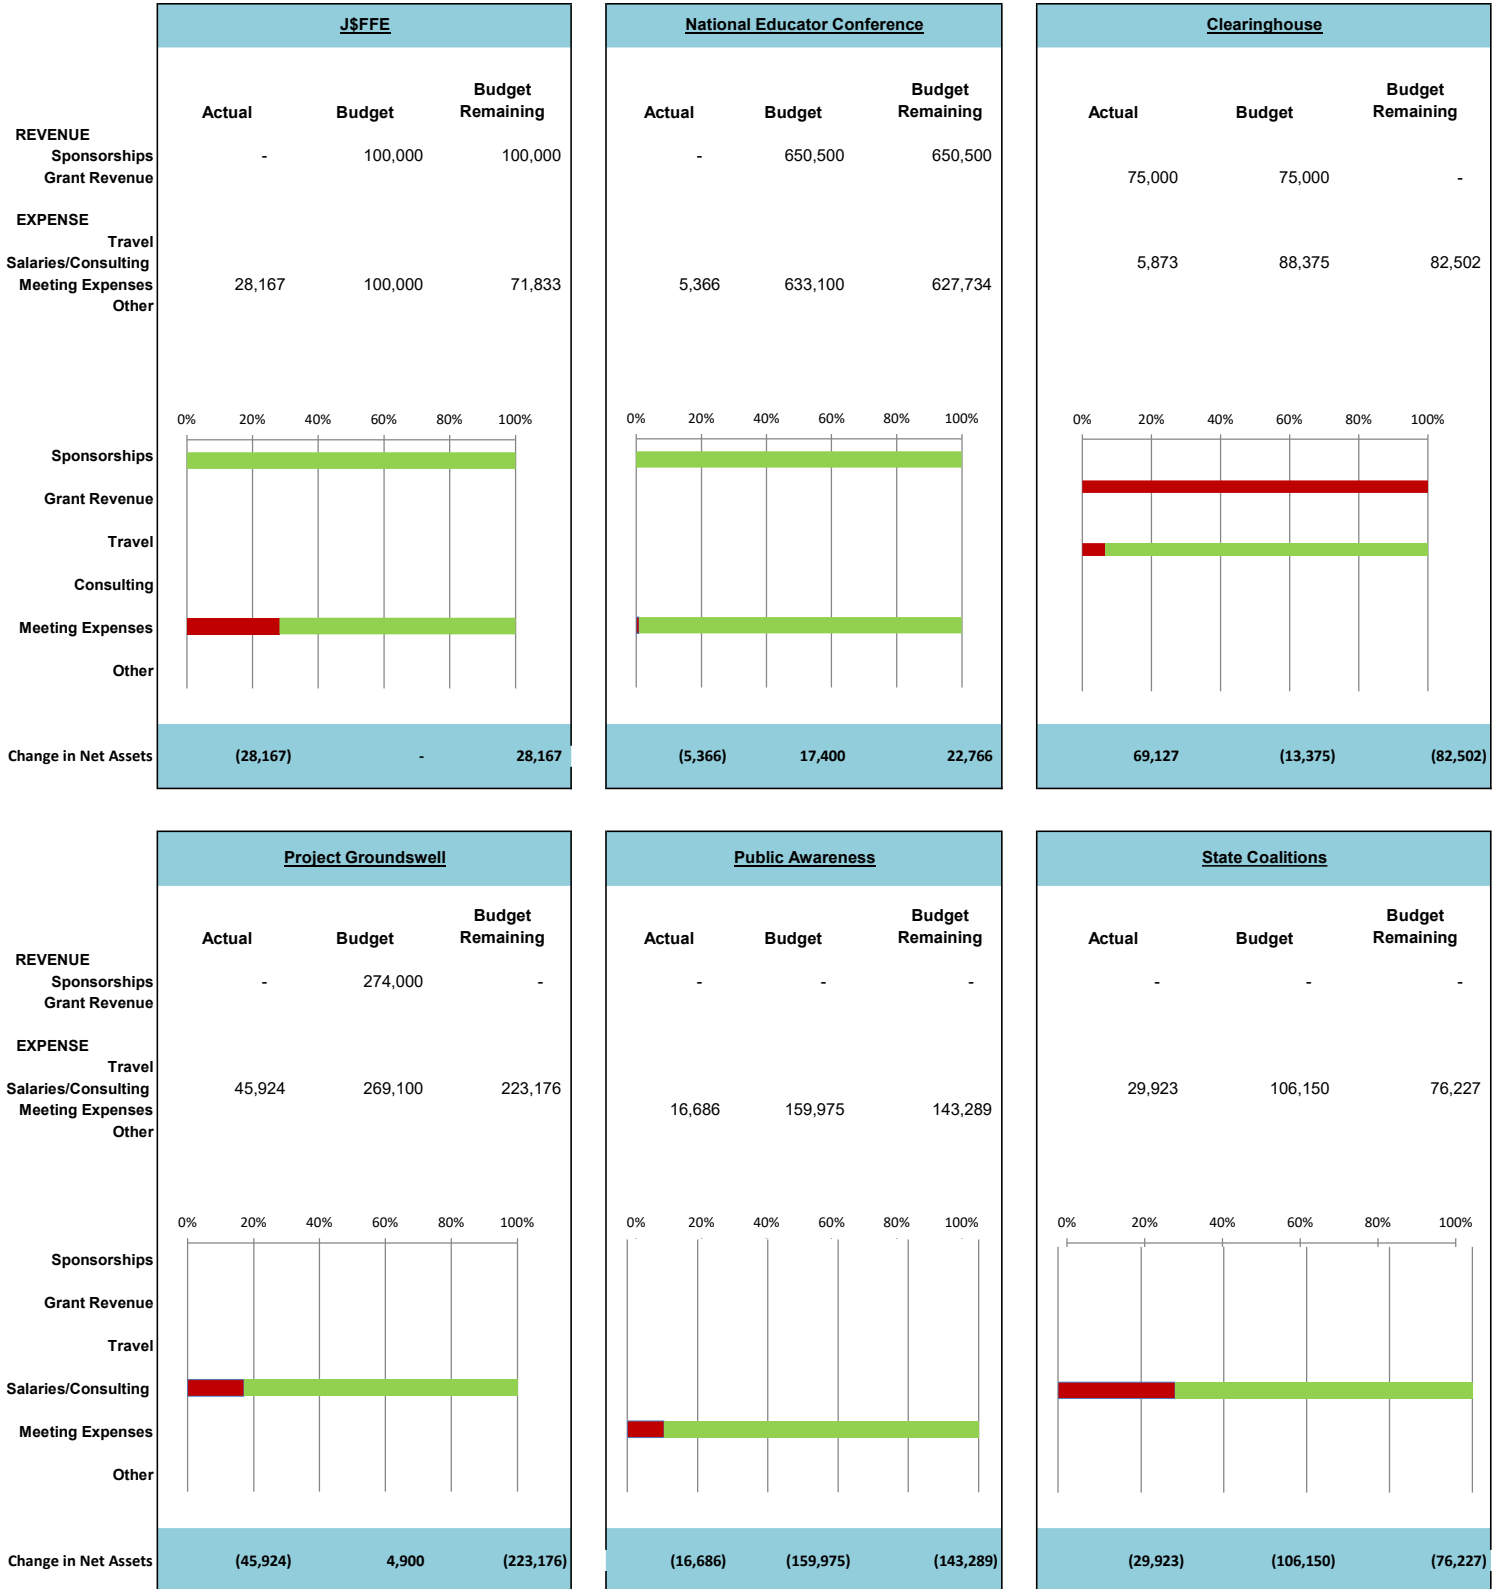 J$FFE National Educator Conference Clearinghouse
Budget Budget Budget
Actual Budget Remaining Actual Budget Remaining Actual Budget Remaining
REVENUE
Sponsorships - 100,000 100,000 - 650,500 650,500
Grant Revenue 75,000 75,000 -
EXPENSE
Travel
Salaries/Consulting 5,873 88,375 82,502
Meeting Expenses 28,167 100,000 71,833 5,366 633,100 627,734
Other
0% 20% 40% 60% 80% 100% 0% 20% 40% 60% 80% 100% 0% 20% 40% 60% 80% 100%
Sponsorships
Grant Revenue
Travel
Consulting
Meeting Expenses
Other
Change in Net Assets (28,167) - 28,167 (5,366) 17,400 22,766 69,127 (13,375) (82,502)
Project Groundswell Public Awareness State Coalitions
Budget Budget Budget
Actual Budget Remaining Actual Budget Remaining Actual Budget Remaining
REVENUE
Sponsorships - 274,000 - - - - - - -
Grant Revenue
EXPENSE
Travel
Salaries/Consulting 45,924 269,100 223,176 29,923 106,150 76,227
Meeting Expenses 16,686 159,975 143,289
Other
0% 20% 40% 60% 80% 100% 0% 20% 40% 60% 80% 100% 0% 20% 40% 60% 80% 100%
Sponsorships
Grant Revenue
Travel
Salaries/Consulting
Meeting Expenses
Other
Change in Net Assets (45,924) 4,900 (223,176) (16,686) (159,975) (143,289) (29,923) (106,150) (76,227)